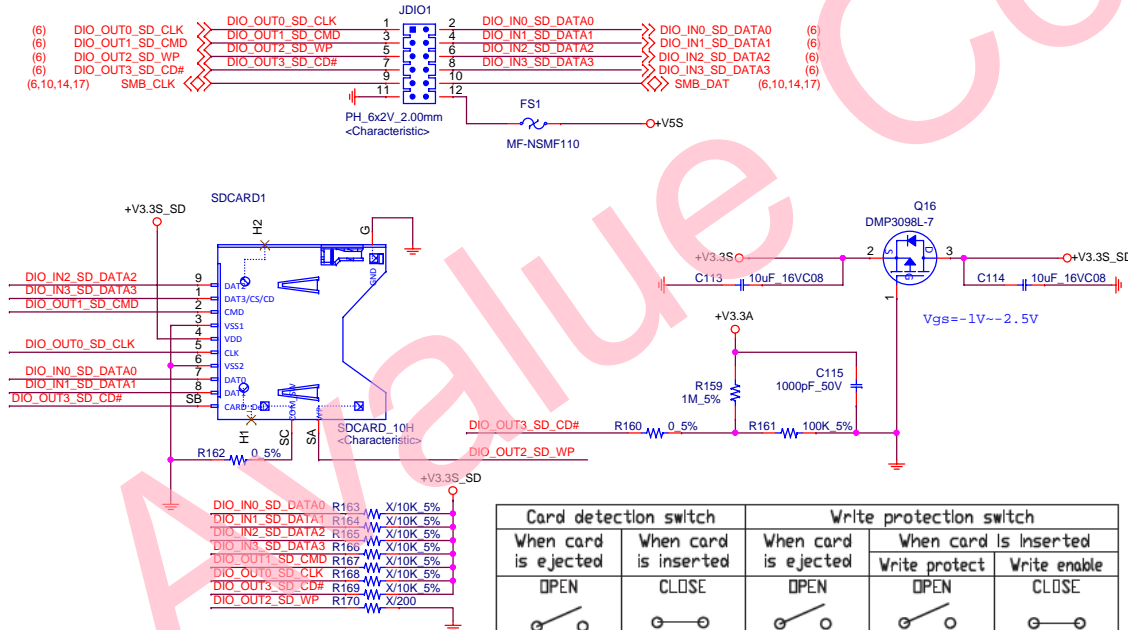 JDIO1
(6) DIO_OUT0_SD_CLK DIO_OUT0_SD_CLK 1 2 DIO_IN0_SD_DATA0 DIO_IN0_SD_DATA0 (6)
(6) DIO_OUT1_SD_CMD DIO_OUT1_SD_CMD 3 4 DIO_IN1_SD_DATA1 DIO_IN1_SD_DATA1 (6)
(6) DIO_OUT2_SD_WP DIO_OUT2_SD_WP 5 6 DIO_IN2_SD_DATA2 DIO_IN2_SD_DATA2 (6)
(6) DIO_OUT3_SD_CD# DIO_OUT3_SD_CD# 7 8 DIO_IN3_SD_DATA3 DIO_IN3_SD_DATA3 (6)
(6,10,14,17) SMB_CLK 9 10 SMB_DAT (6,10,14,17)
11 12
PH_6x2V_2.00mm
<Characteristic>
FS1
+V5S
MF-NSMF110
SDCARD1
+V3.3S_SD
H2
G
GND
DIO_IN2_SD_DATA2 9 DAT2
DIO_IN3_SD_DATA3 1 DAT3/CS/CD
DIO_OUT1_SD_CMD 2 CMD
3 VSS1
4 VDD
DIO_OUT0_SD_CLK 5 CLK
6 VSS2
DIO_IN0_SD_DATA0 7 DAT0
DIO_IN1_SD_DATA1 8 DAT1
DIO_OUT3_SD_CD# SB CARD_Det
WP
H1
SC
SA
SDCARD_10H
<Characteristic>
R162 0_5%
DIO_OUT2_SD_WP
Q16
DMP3098L-7
+V3.3S 2 S D 3 +V3.3S_SD
G
C113 10uF_16VC08
C114 10uF_16VC08
1
Vgs=-1V~-2.5V
+V3.3A
R159
1M_5%
C115
1000pF_50V
DIO_OUT3_SD_CD# R160 0_5% R161 100K_5%
+V3.3S_SD
DIO_IN0_SD_DATA0 R163 X/10K_5%
DIO_IN1_SD_DATA1 R164 X/10K_5%
DIO_IN2_SD_DATA2 R165 X/10K_5%
DIO_IN3_SD_DATA3 R166 X/10K_5%
DIO_OUT1_SD_CMD R167 X/10K_5%
DIO_OUT0_SD_CLK R168 X/10K_5%
DIO_OUT3_SD_CD# R169 X/10K_5%
DIO_OUT2_SD_WP R170 X/200
Card detection switch Write protection switch
When card is ejected When card is inserted When card is ejected When card is inserted
Write protect Write enable
OPEN CLOSE OPEN OPEN CLOSE
Avalue Co